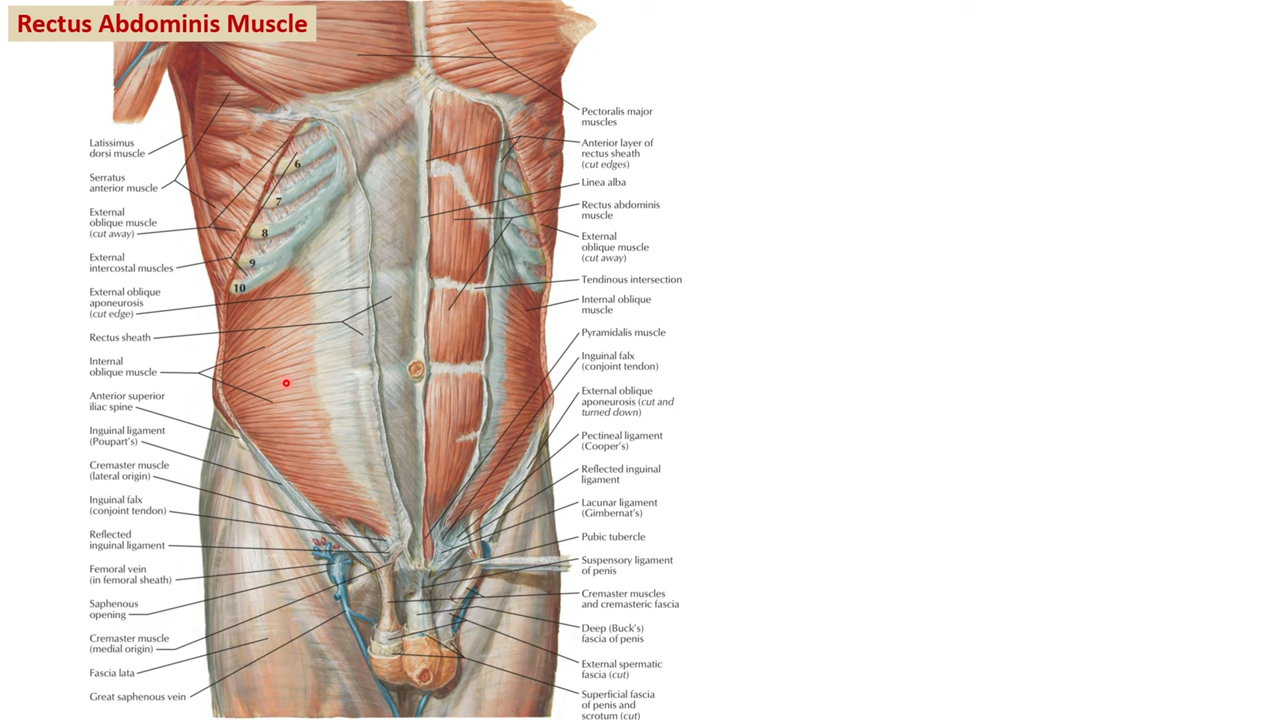 Rectus Abdominis Muscle
Latissimus
dorsi muscle
Serratus
anterior muscle
External
oblique muscle
(cut away)
External
intercostal muscles
External oblique
aponeurosis
(cut edge)
Rectus sheath
Internal
oblique muscle
Anterior superior
iliac spine
Inguinal ligament
(Poupart's)
Cremaster muscle
(lateral origin)
Inguinal falx
(conjoint tendon)
Reflected
inguinal ligament
Femoral vein
(in femoral sheath)
Saphenous
opening
Cremaster muscle
(medial origin)
Fascia lata
Great saphenous vein
6
7
8
9
10
Pectoralis major
muscles
Anterior layer of
rectus sheath
(cut edges)
Linea alba
Rectus abdominis
muscle
External
oblique muscle
(cut away)
Tendinous intersection
Internal oblique
muscle
Pyramidalis muscle
Inguinal falx
(conjoint tendon)
External oblique
aponeurosis (cut and
turned down)
Pectineal ligament
(Cooper's)
Reflected inguinal
ligament
Lacunar ligament
(Gimbernat's)
Pubic tubercle
Suspensory ligament
of penis
Cremaster muscles
and cremasteric fascia
Deep (Buck's)
fascia of penis
External spermatic
fascia (cut)
Superficial fascia
of penis and
scrotum (cut)